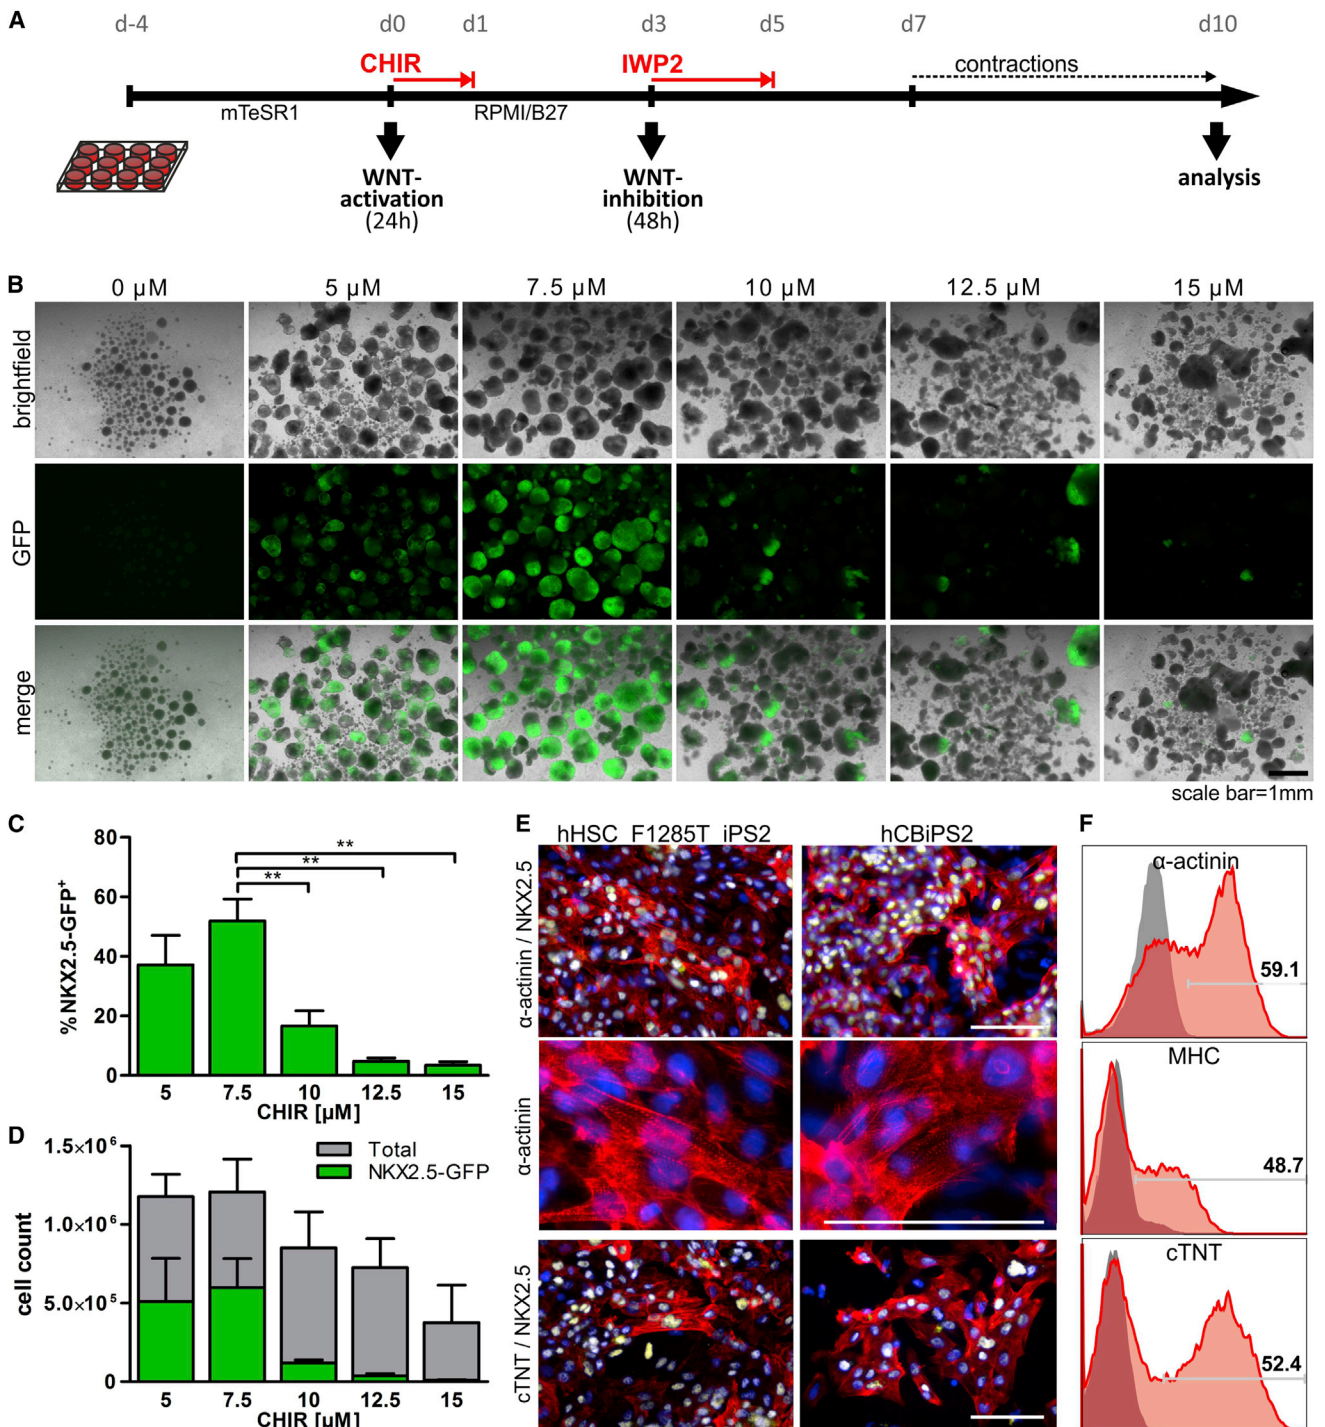 A
d-4 d0 d1 d3 d5 d7 d10
CHIR IWP2 contractions
mTeSR1 RPMI/B27
WNT-
activation
(24h)
WNT-
inhibition
(48h)
analysis
B
0 µM 5 µM 7.5 µM 10 µM 12.5 µM 15 µM
brightfield
GFP
merge
scale bar=1mm
C
%NKX2.5-GFP+
80
60
40
20
0
** ** **
5 7.5 10 12.5 15
CHIR [µM]
D
cell count
1.5×10⁶
1.0×10⁶
5.0×10⁵
0
Total
NKX2.5-GFP
5 7.5 10 12.5 15
CHIR [µM]
E
hHSC_F1285T_iPS2 hCBiPS2
α-actinin / NKX2.5
α-actinin
cTNT / NKX2.5
F
α-actinin
59.1
MHC
48.7
cTNT
52.4